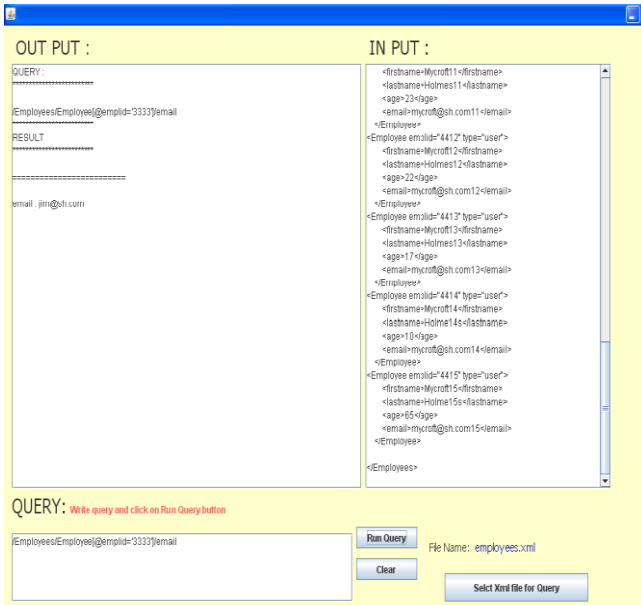 OUT PUT :
QUERY :
************************
/Employees/Employee[@emplid='3333']/email
************************
RESULT
************************
=========================
email : jim@sh.com
IN PUT :
<firstname>Mycroft11</firstname>
<lastname>Holmes11</lastname>
<age>23</age>
<email>mycroft@sh.com11</email>
</Employee>
<Employee emplid="4412" type="user">
<firstname>Mycroft12</firstname>
<lastname>Holmes12</lastname>
<age>22</age>
<email>mycroft@sh.com12</email>
</Employee>
<Employee emplid="4413" type="user">
<firstname>Mycroft13</firstname>
<lastname>Holmes13</lastname>
<age>17</age>
<email>mycroft@sh.com13</email>
</Employee>
<Employee emplid="4414" type="user">
<firstname>Mycroft14</firstname>
<lastname>Holme14s</lastname>
<age>10</age>
<email>mycroft@sh.com14</email>
</Employee>
<Employee emplid="4415" type="user">
<firstname>Mycroft15</firstname>
<lastname>Holme15s</lastname>
<age>65</age>
<email>mycroft@sh.com15</email>
</Employee>
</Employees>
QUERY: Write query and click on Run Query button
/Employees/Employee[@emplid='3333']/email
Run Query
Clear
File Name: employees.xml
Selct Xml file for Query